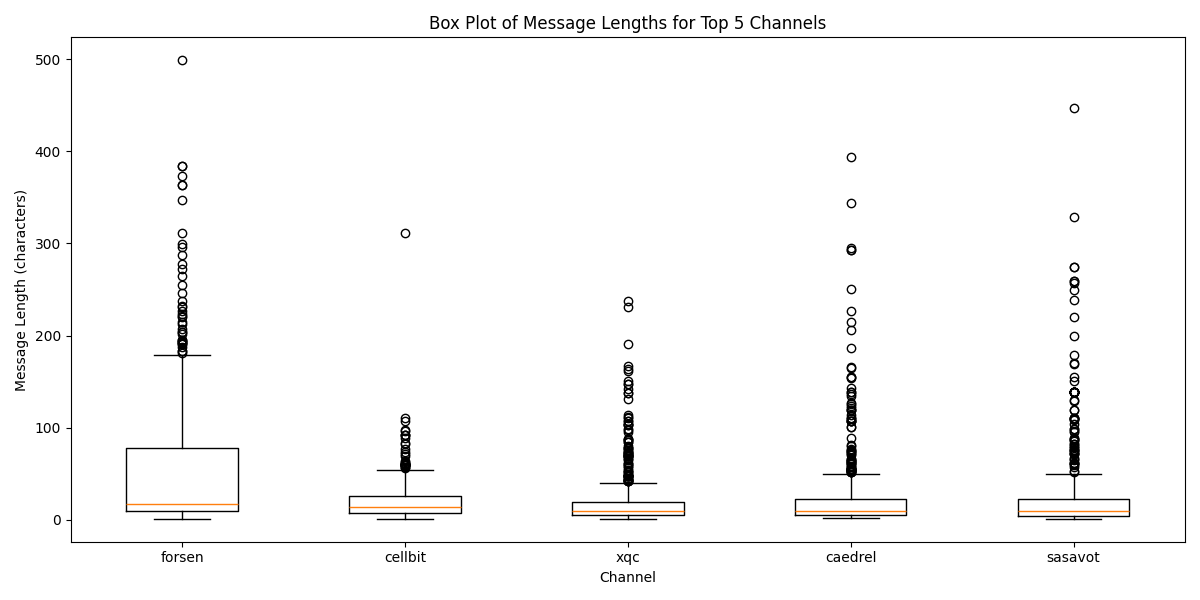 Box Plot of Message Lengths for Top 5 Channels
Message Length (characters)
500
400
300
200
100
0
forsen cellbit xqc caedrel sasavot
Channel